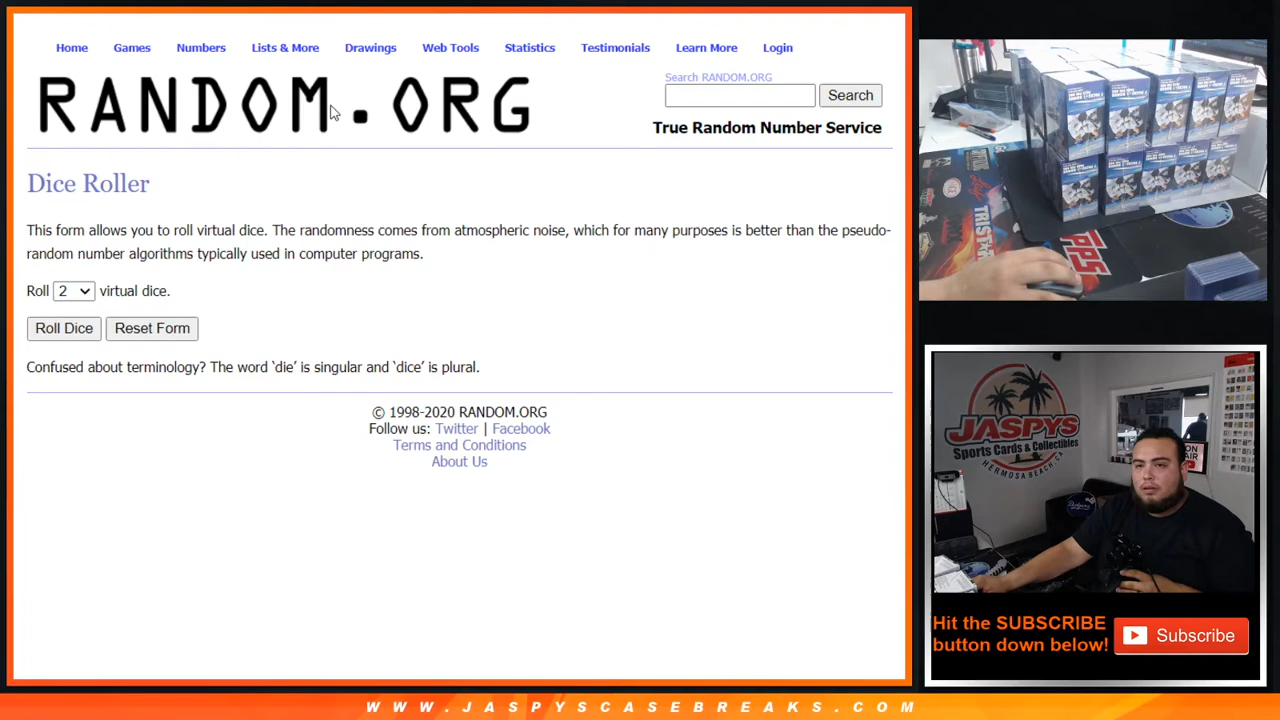 Home Games Numbers Lists & More Drawings Web Tools Statistics Testimonials Learn More Login
RANDOM.ORG
Search RANDOM.ORG
Search
True Random Number Service
Dice Roller
This form allows you to roll virtual dice. The randomness comes from atmospheric noise, which for many purposes is better than the pseudo-
random number algorithms typically used in computer programs.
Roll 2 virtual dice.
Roll Dice Reset Form
Confused about terminology? The word ‘die’ is singular and ‘dice’ is plural.
© 1998-2020 RANDOM.ORG
Follow us: Twitter | Facebook
Terms and Conditions
About Us
TRISTAR
TOPPS
JASPYS
Sports Cards & Collectibles
HERMOSA BEACH, CA
ON
AIR
Hit the SUBSCRIBE
button down below!
Subscribe
WWW.JASPYSCASEBREAKS.COM